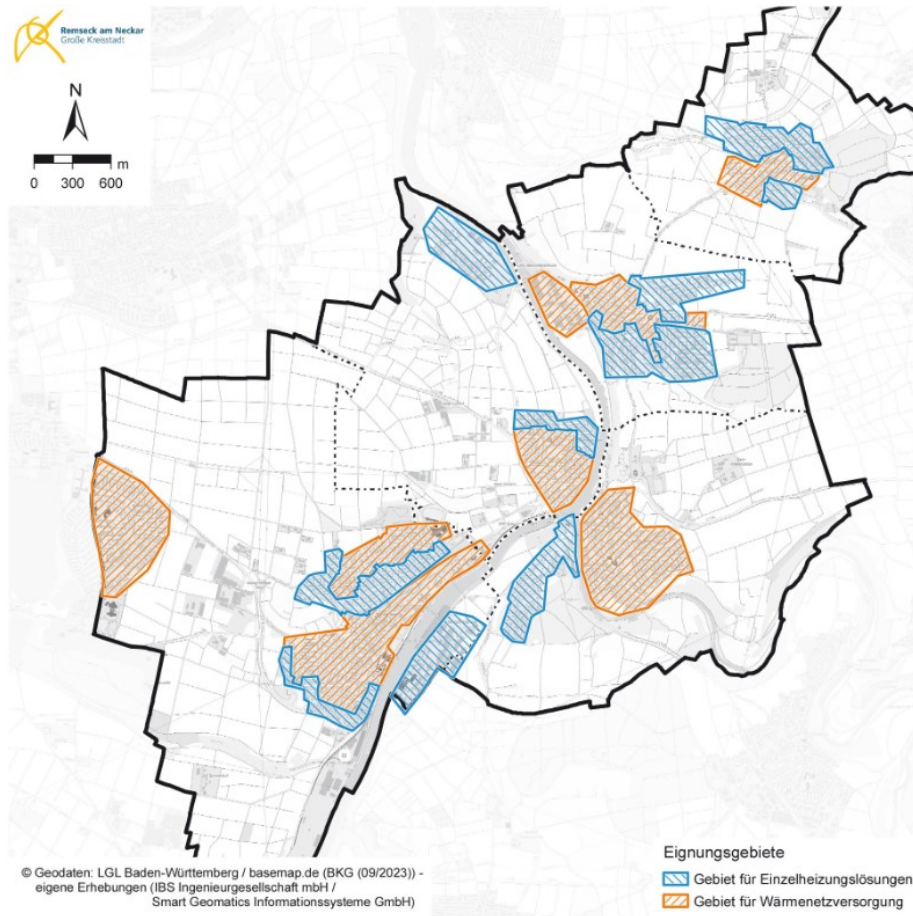 Remseck am Neckar
Große Kreisstadt
N
m
0 300 600
© Geodaten: LGL Baden-Württemberg / basemap.de (BKG (09/2023)) -
eigene Erhebungen (IBS Ingenieurgesellschaft mbH /
Smart Geomatics Informationssysteme GmbH)
Eignungsgebiete
Gebiet für Einzelheizungslösungen
Gebiet für Wärmenetzversorgung